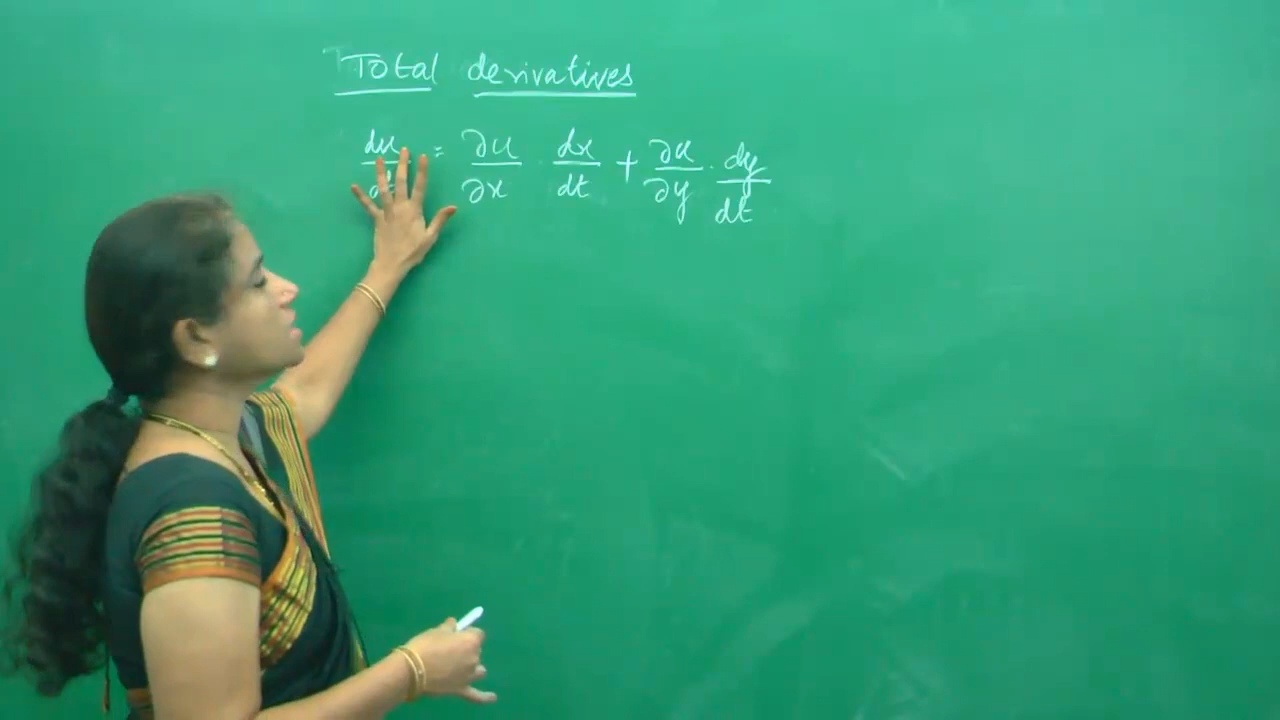 Total derivatives
du/dt = ∂u/∂x · dx/dt + ∂u/∂y · dy/dt